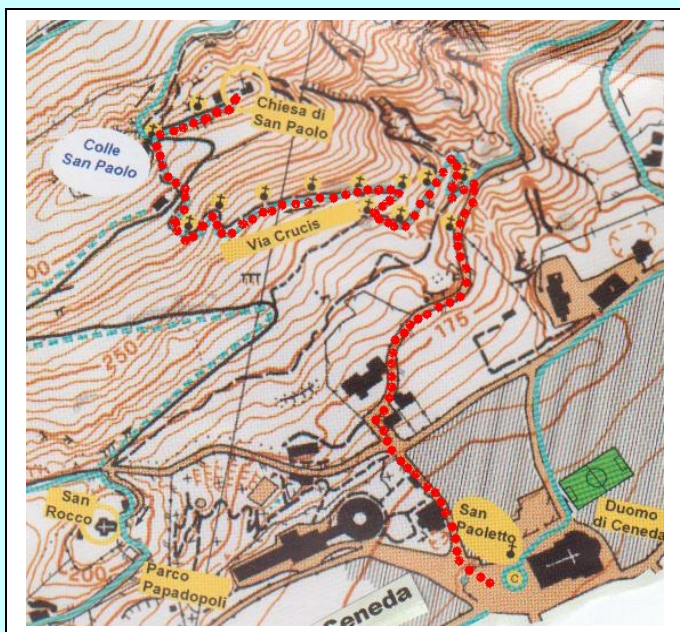 Chiesa di
San Paolo
Colle
San Paolo
Via Crucis
00
250
175
San
Rocco
San
Paoletto
Duomo
di Ceneda
200
Parco
Papadopoli
C
Ceneda